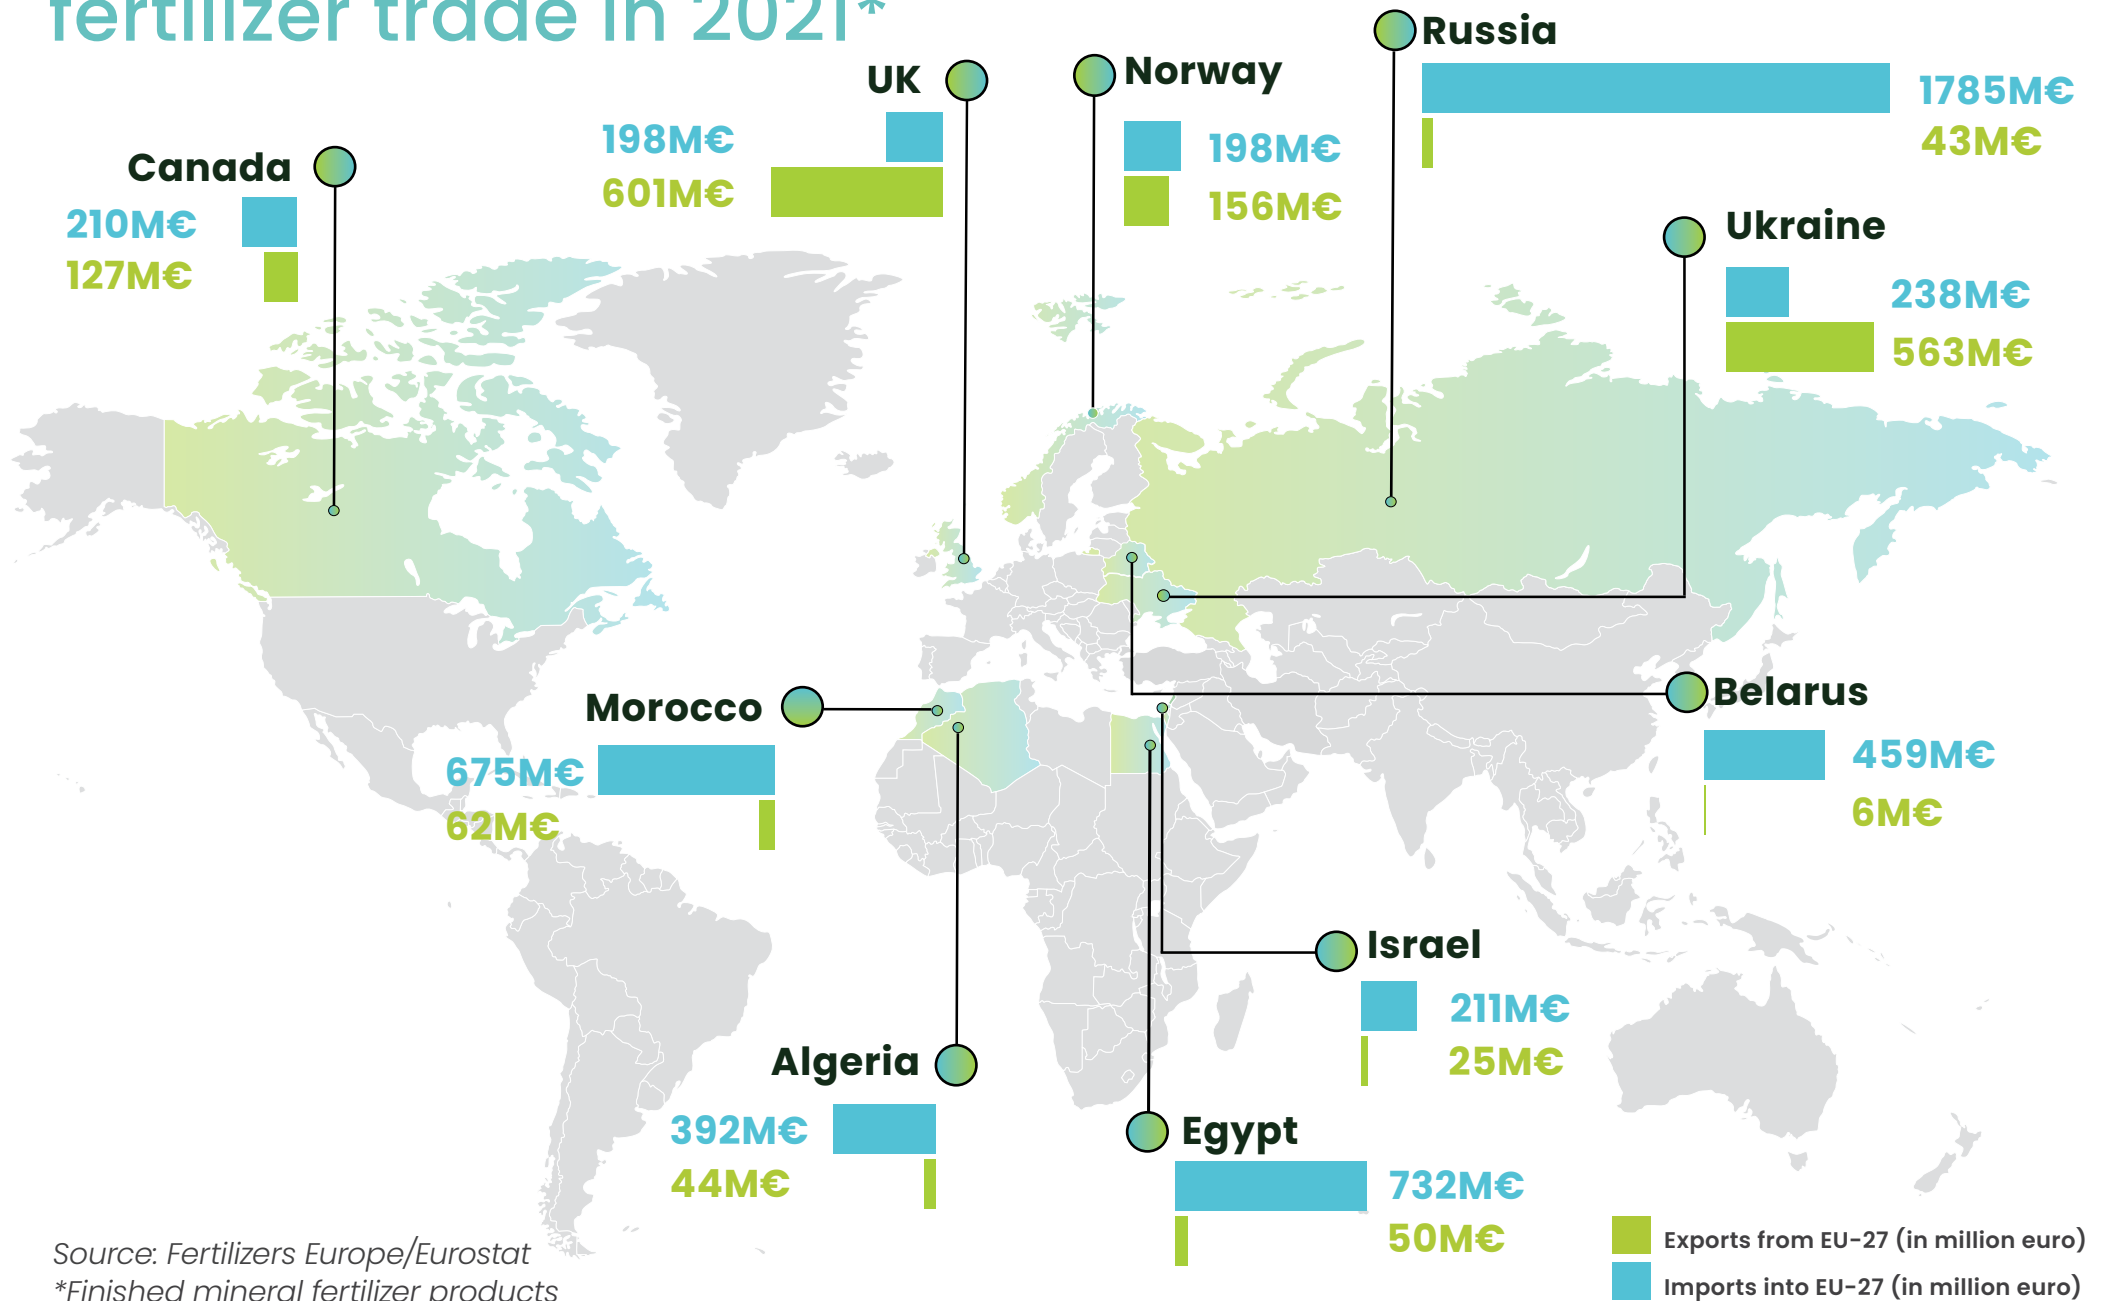 fertilizer trade in 2021*
Russia
1785M€
43M€
Norway
198M€
156M€
UK
198M€
601M€
Canada
210M€
127M€
Ukraine
238M€
563M€
Belarus
459M€
6M€
Morocco
675M€
62M€
Israel
211M€
25M€
Algeria
392M€
44M€
Egypt
732M€
50M€
Source: Fertilizers Europe/Eurostat
*Finished mineral fertilizer products
Exports from EU-27 (in million euro)
Imports into EU-27 (in million euro)